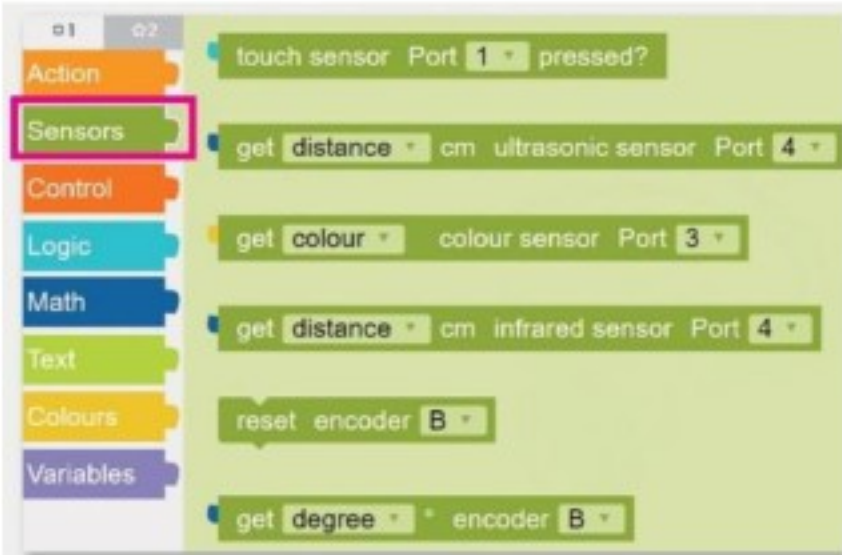 1 2
Action
Sensors
Control
Logic
Math
Text
Colours
Variables
touch sensor Port 1 pressed?
get distance cm ultrasonic sensor Port 4
get colour colour sensor Port 3
get distance cm infrared sensor Port 4
reset encoder B
get degree ° encoder B